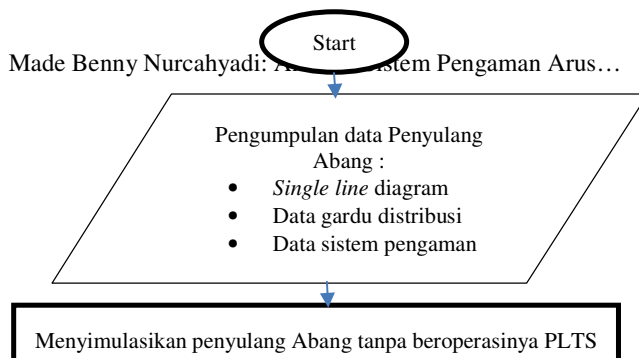 Start
Made Benny Nurcahyadi: Sistem Pengaman Arus…
Pengumpulan data Penyulang
Abang :
• Single line diagram
• Data gardu distribusi
• Data sistem pengaman
Menyimulasikan penyulang Abang tanpa beroperasinya PLTS